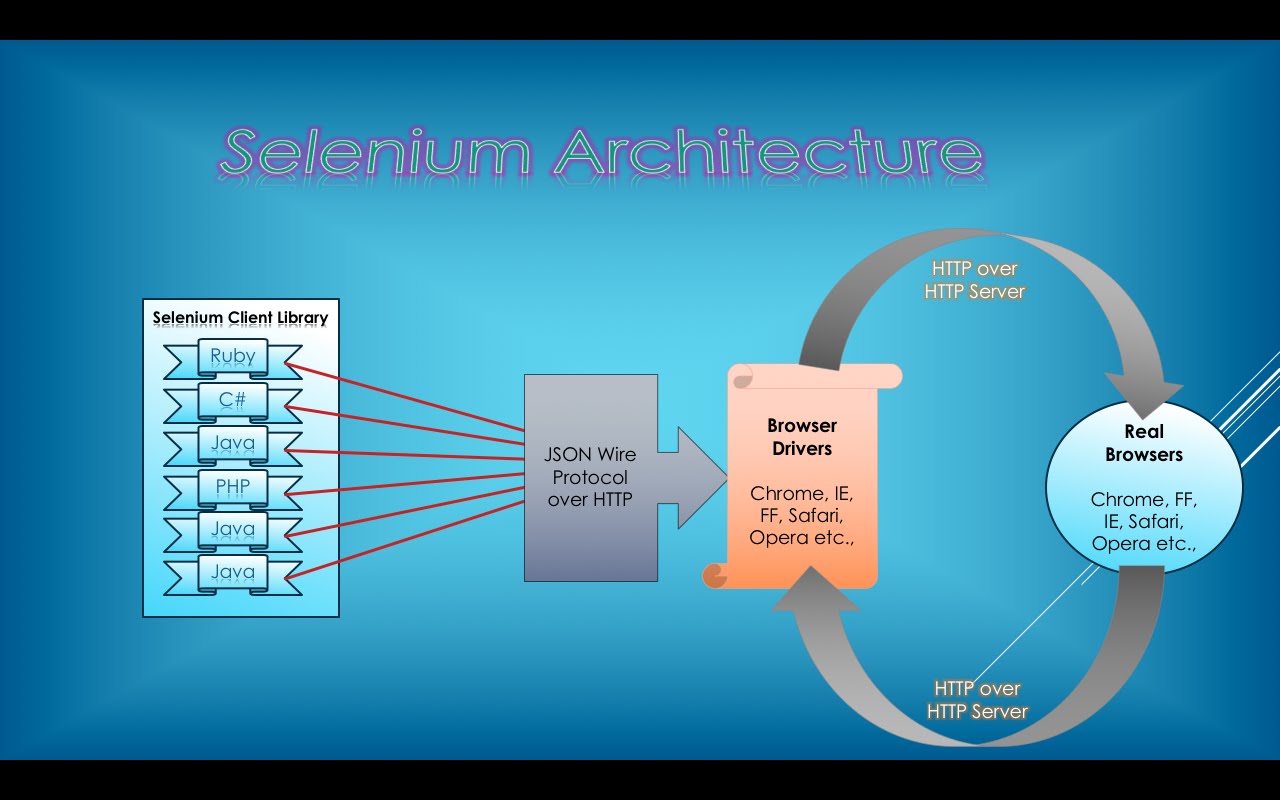 Selenium Architecture
Selenium Client Library
Ruby
C#
Java
PHP
Java
Java
JSON Wire
Protocol
over HTTP
Browser
Drivers
Chrome, IE,
FF, Safari,
Opera etc.,
HTTP over
HTTP Server
Real
Browsers
Chrome, FF,
IE, Safari,
Opera etc.,
HTTP over
HTTP Server